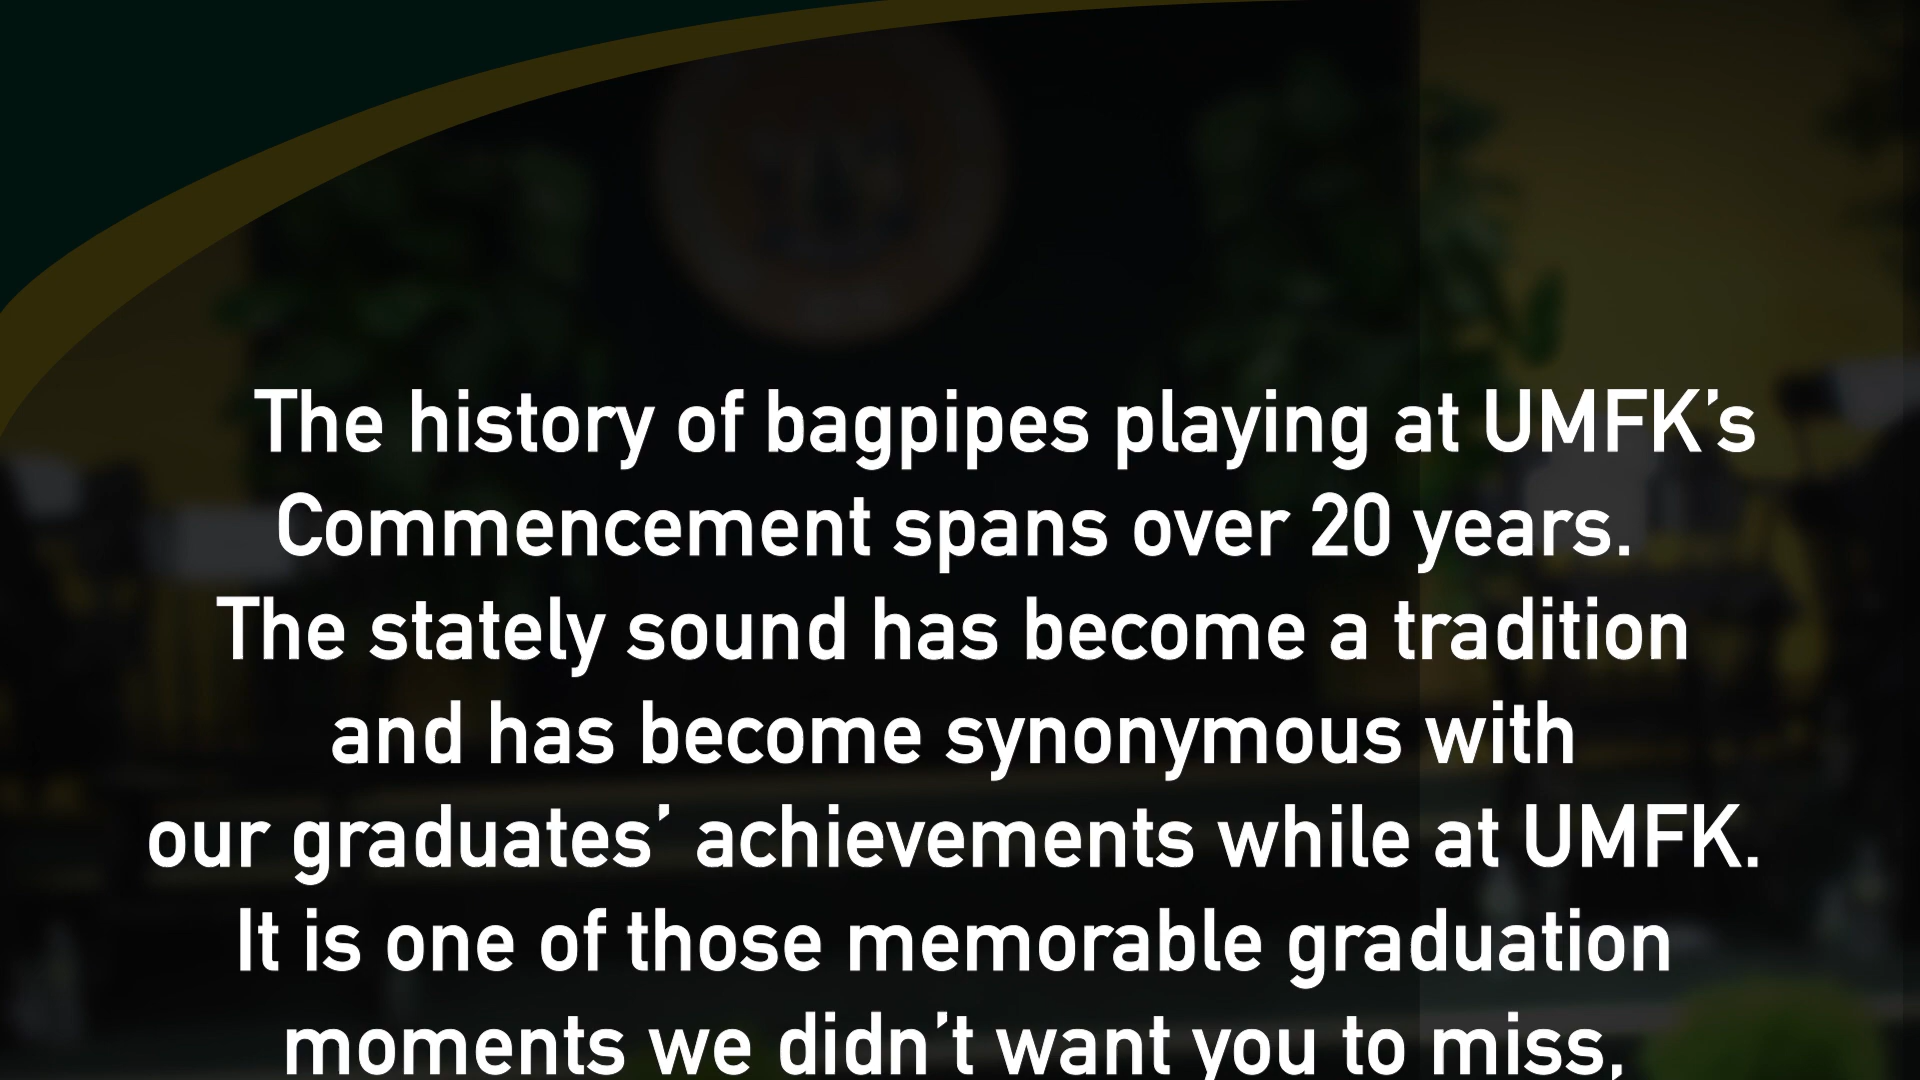 The history of bagpipes playing at UMFK’s
Commencement spans over 20 years.
The stately sound has become a tradition
and has become synonymous with
our graduates’ achievements while at UMFK.
It is one of those memorable graduation
moments we didn’t want you to miss,